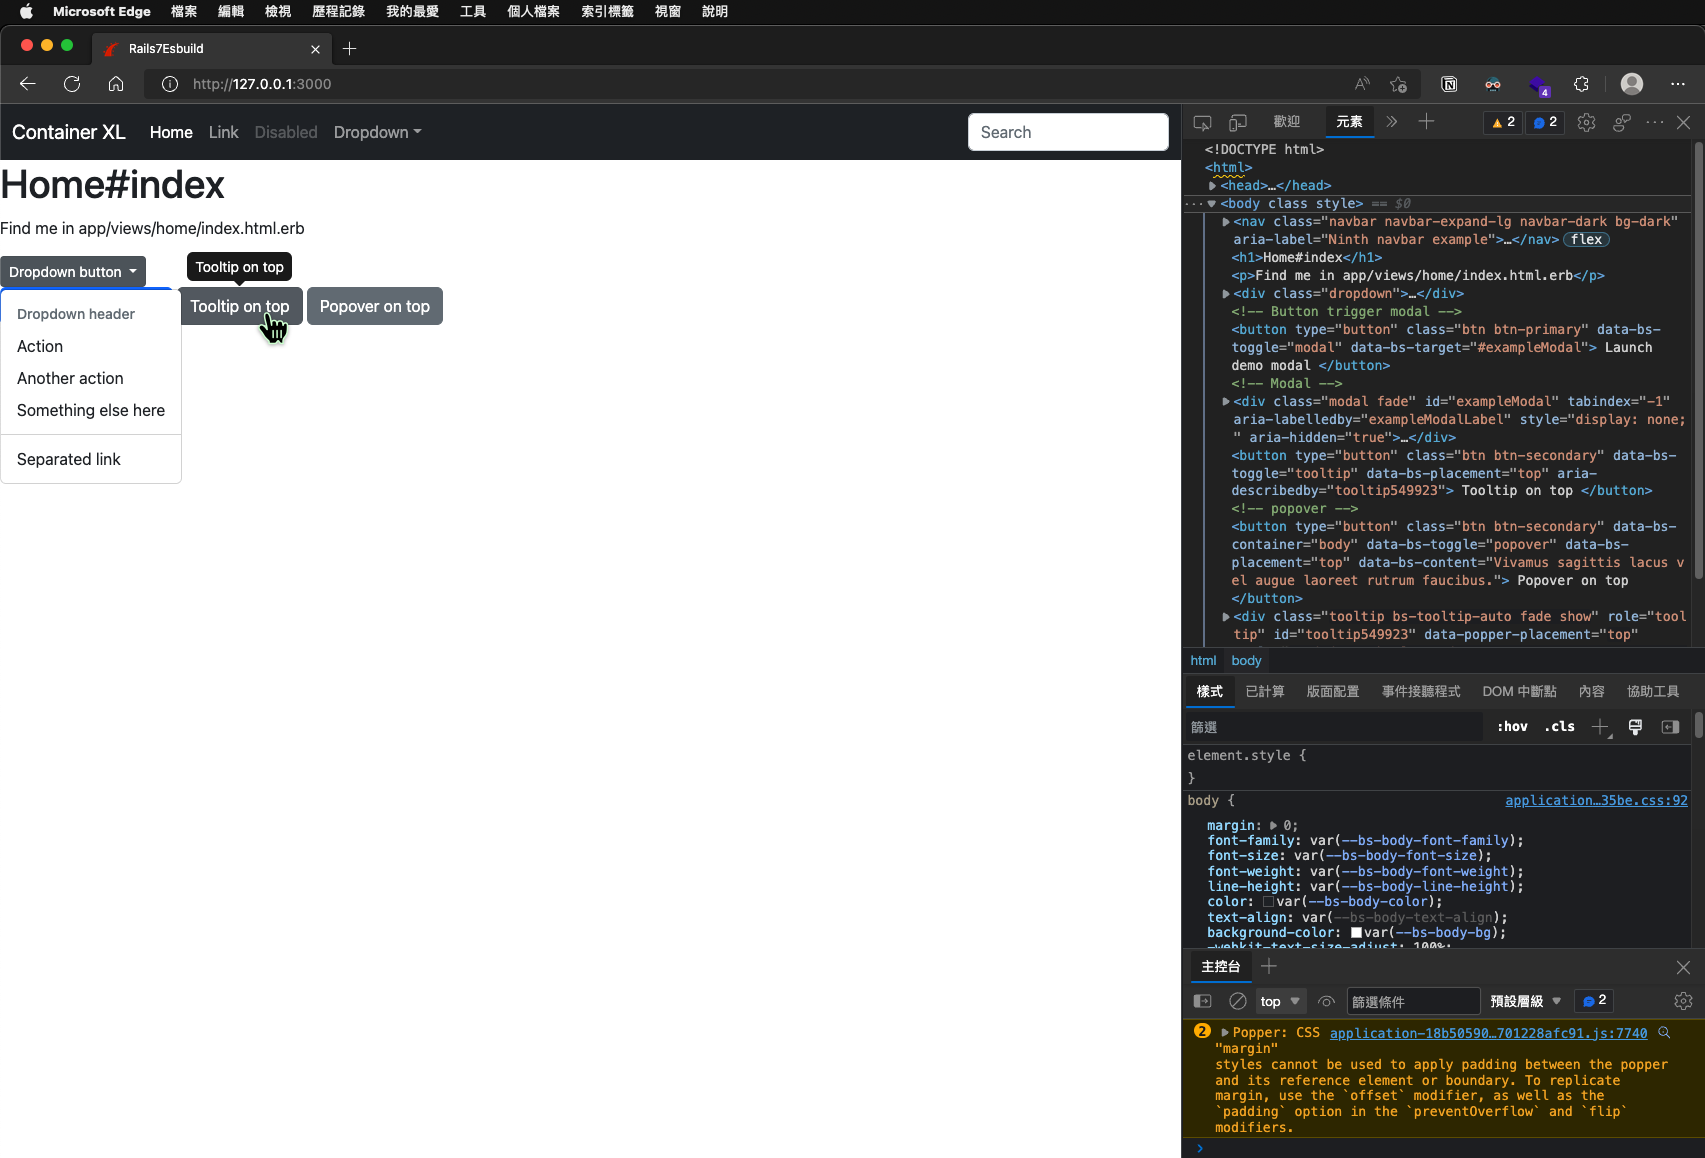 Microsoft Edge 檔案 編輯 檢視 歷程記錄 我的最愛 工具 個人檔案 索引標籤 視窗 說明
Rails7Esbuild
http://127.0.0.1:3000
4
Container XL Home Link Disabled Dropdown Search
Home#index
Find me in app/views/home/index.html.erb
Tooltip on top
Dropdown button
Tooltip on top Popover on top
Dropdown header
Action
Another action
Something else here
Separated link
歡迎 元素 2 2
<!DOCTYPE html>
<html>
<head>…</head>
<body class style> == $0
<nav class="navbar navbar-expand-lg navbar-dark bg-dark"
aria-label="Ninth navbar example">…</nav> flex
<h1>Home#index</h1>
<p>Find me in app/views/home/index.html.erb</p>
<div class="dropdown">…</div>
<!-- Button trigger modal -->
<button type="button" class="btn btn-primary" data-bs-
toggle="modal" data-bs-target="#exampleModal"> Launch
demo modal </button>
<!-- Modal -->
<div class="modal fade" id="exampleModal" tabindex="-1"
aria-labelledby="exampleModalLabel" style="display: none;
" aria-hidden="true">…</div>
<button type="button" class="btn btn-secondary" data-bs-
toggle="tooltip" data-bs-placement="top" aria-
describedby="tooltip549923"> Tooltip on top </button>
<!-- popover -->
<button type="button" class="btn btn-secondary" data-bs-
container="body" data-bs-toggle="popover" data-bs-
placement="top" data-bs-content="Vivamus sagittis lacus v
el augue laoreet rutrum faucibus."> Popover on top
</button>
<div class="tooltip bs-tooltip-auto fade show" role="tool
tip" id="tooltip549923" data-popper-placement="top"
html body
樣式 已計算 版面配置 事件接聽程式 DOM 中斷點 內容 協助工具
篩選 :hov .cls
element.style {
}
body { application…35be.css:92
margin: 0;
font-family: var(--bs-body-font-family);
font-size: var(--bs-body-font-size);
font-weight: var(--bs-body-font-weight);
line-height: var(--bs-body-line-height);
color: var(--bs-body-color);
text-align: var(--bs-body-text-align);
background-color: var(--bs-body-bg);
-webkit-text-size-adjust: 100%;
主控台
top 篩選條件 預設層級 2
2 Popper: CSS application-18b50590…701228afc91.js:7740
"margin"
styles cannot be used to apply padding between the popper
and its reference element or boundary. To replicate
margin, use the `offset` modifier, as well as the
`padding` option in the `preventOverflow` and `flip`
modifiers.